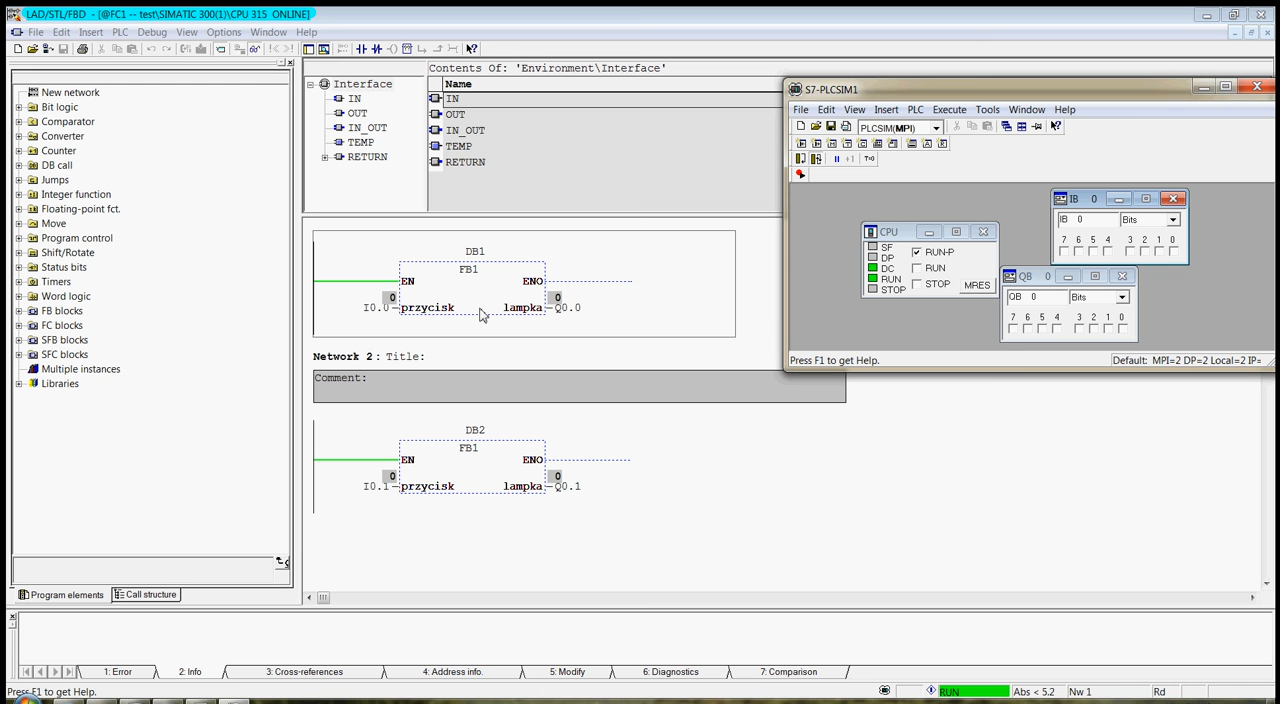 LAD/STL/FBD - [@FC1 -- test\SIMATIC 300(1)\CPU 315 ONLINE]
File Edit Insert PLC Debug View Options Window Help
New network
Bit logic
Comparator
Converter
Counter
DB call
Jumps
Integer function
Floating-point fct.
Move
Program control
Shift/Rotate
Status bits
Timers
Word logic
FB blocks
FC blocks
SFB blocks
SFC blocks
Multiple instances
Libraries
Program elements Call structure
Interface
IN
OUT
IN_OUT
TEMP
RETURN
Contents Of: 'Environment\Interface'
Name
IN
OUT
IN_OUT
TEMP
RETURN
DB1
FB1
EN ENO
0 0
I0.0 przycisk lampka Q0.0
Network 2: Title:
Comment:
DB2
FB1
EN ENO
0 0
I0.1 przycisk lampka Q0.1
S7-PLCSIM1
File Edit View Insert PLC Execute Tools Window Help
PLCSIM(MPI)
+1 T=0
CPU
SF
DP
DC
RUN
STOP
RUN-P
RUN
STOP
MRES
IB 0
IB 0 Bits
7 6 5 4 3 2 1 0
QB 0
QB 0 Bits
7 6 5 4 3 2 1 0
Press F1 to get Help. Default: MPI=2 DP=2 Local=2 IP=
1: Error 2: Info 3: Cross-references 4: Address info. 5: Modify 6: Diagnostics 7: Comparison
Press F1 to get Help. RUN Abs < 5.2 Nw 1 Rd